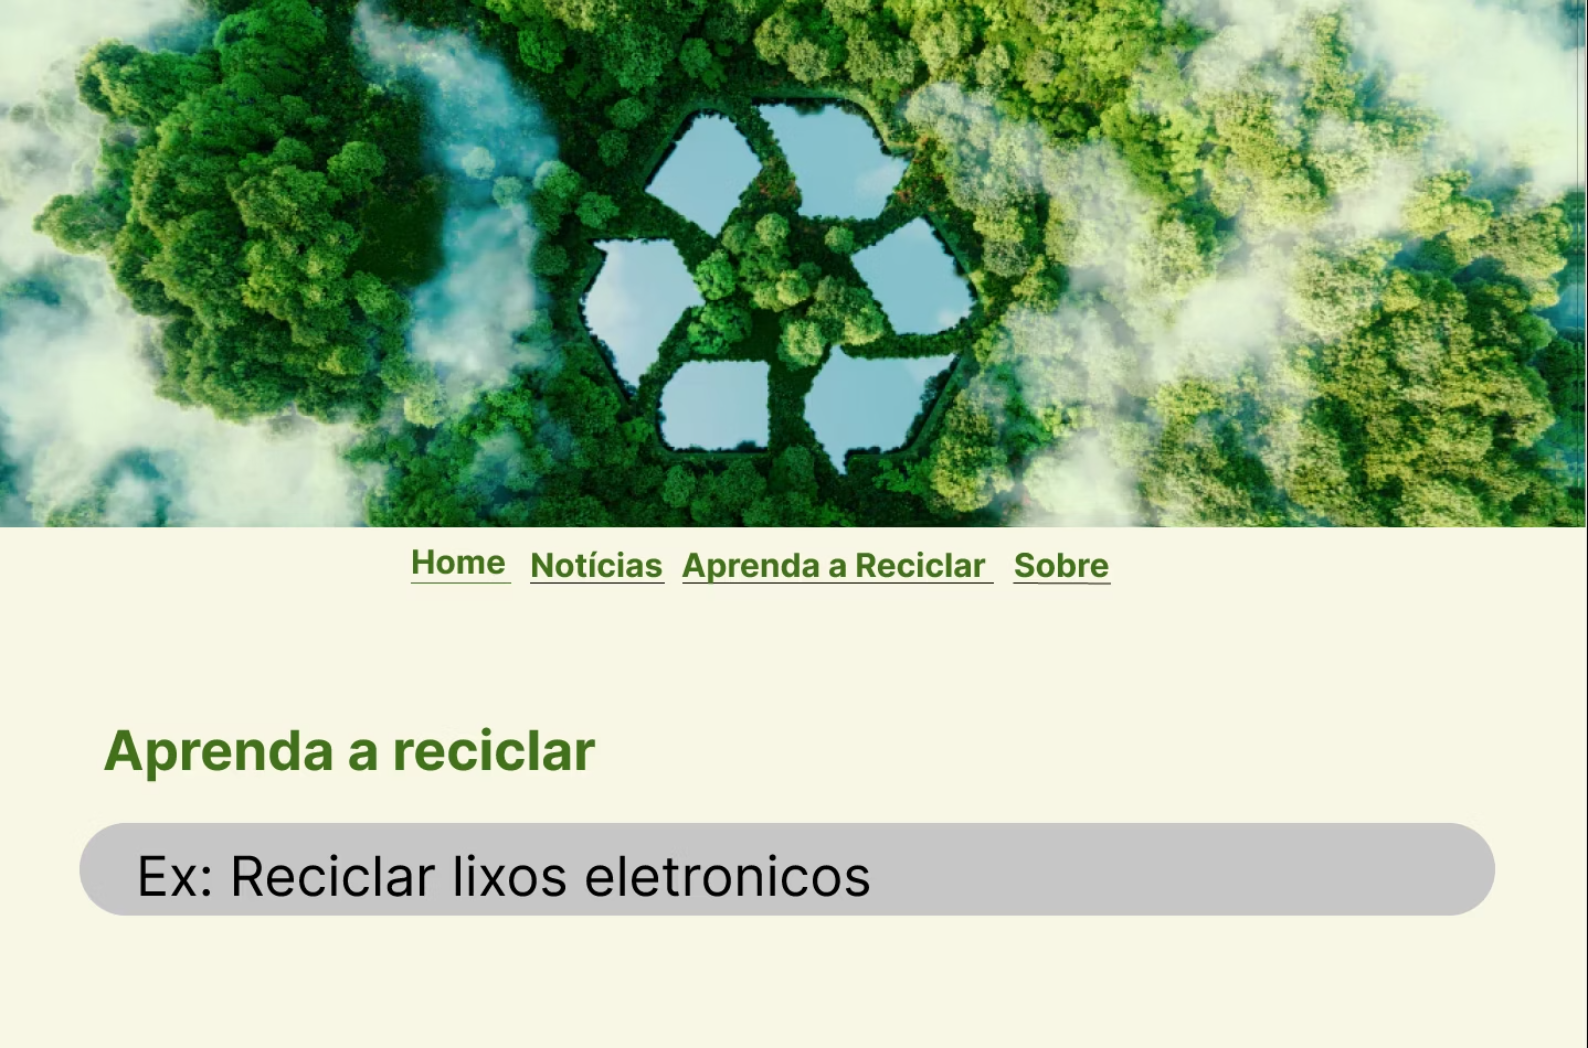 Home Notícias Aprenda a Reciclar Sobre
Aprenda a reciclar
Ex: Reciclar lixos eletronicos